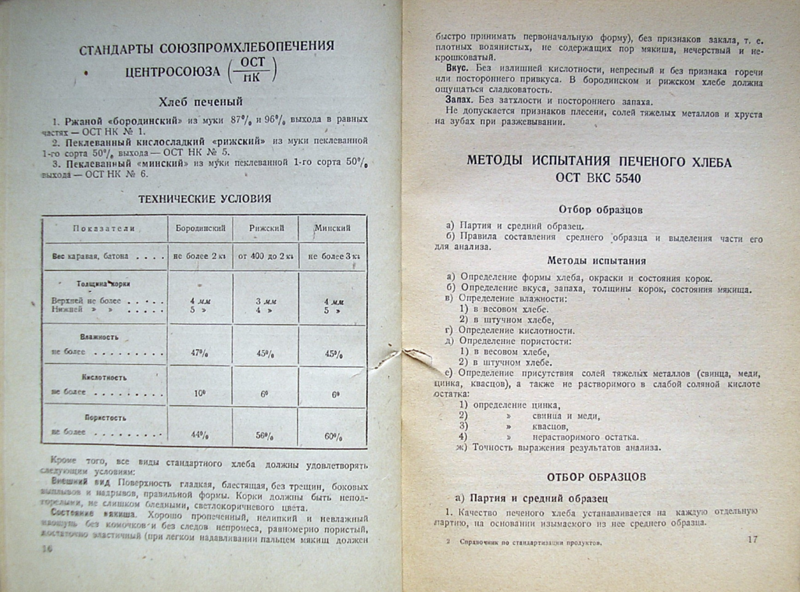 СТАНДАРТЫ СОЮЗПРОМХЛЕБОПЕЧЕНИЯ
ЦЕНТРОСОЮЗА (ОСТ/ПК)
Хлеб печеный
1. Ржаной «бородинский» из муки 87% и 96% выхода в равных
частях — ОСТ НК № 1.
2. Пеклеванный кислосладкий «рижский» из муки пеклеванной
1-го сорта 50% выхода — ОСТ НК № 5.
3. Пеклеванный «минский» из муки пеклеванной 1-го сорта 50%
выхода — ОСТ НК № 6.
ТЕХНИЧЕСКИЕ УСЛОВИЯ
Показатели Бородинский Рижский Минский
Вес каравая, батона . . . . не более 2 кг от 400 до 2 кг не более 3 кг
Толщина корки
Верхней не более . . . . . 4 мм 3 мм 4 мм
Нижней » » . . . . . 5 » 4 » 5 »
Влажность
не более . . . . . . . . . 47% 45% 45%
Кислотность
не более . . . . . . . . . 10° 6° 6°
Пористость
не более . . . . . . . . . 44% 56% 60%
Кроме того, все виды стандартного хлеба должны удовлетворять
следующим условиям:
Внешний вид Поверхность гладкая, блестящая, без трещин, боковых
выплывов и надрывов, правильной формы. Корки должны быть непод-
горелыми, не слишком бледными, светлокоричневого цвета.
Состояние мякиша. Хорошо пропеченный, нелипкий и невлажный
наощупь без комочков и без следов непромеса, равномерно пористый,
достаточно эластичный (при легком надавливании пальцем мякиш должен
16
быстро принимать первоначальную форму), без признаков закала, т. е.
плотных водянистых, не содержащих пор мякиша, нечерствый и не-
крошковатый.
Вкус. Без излишней кислотности, непресный и без признака горечи
или постороннего привкуса. В бородинском и рижском хлебе должна
ощущаться сладковатость.
Запах. Без затхлости и постороннего запаха.
Не допускается признаков плесени, солей тяжелых металлов и хруста
на зубах при разжевывании.
МЕТОДЫ ИСПЫТАНИЯ ПЕЧЕНОГО ХЛЕБА
ОСТ ВКС 5540
Отбор образцов
а) Партия и средний образец.
б) Правила составления среднего образца и выделения части его
для анализа.
Методы испытания
а) Определение формы хлеба, окраски и состояния корок.
б) Определение вкуса, запаха, толщины корок, состояния мякиша.
в) Определение влажности:
1) в весовом хлебе.
2) в штучном хлебе,
г) Определение кислотности.
д) Определение пористости:
1) в весовом хлебе,
2) в штучном хлебе.
е) Определение присутствия солей тяжелых металлов (свинца, меди,
цинка, квасцов), а также не растворимого в слабой соляной кислоте
остатка:
1) определение цинка,
2) » свинца и меди,
3) » квасцов,
4) » нерастворимого остатка.
ж) Точность выражения результатов анализа.
ОТБОР ОБРАЗЦОВ
а) Партия и средний образец
1. Качество печеного хлеба устанавливается на каждую отдельную
партию, на основании изымаского из нее среднего образца.
2 Справочник по стандартизации продуктов.
17